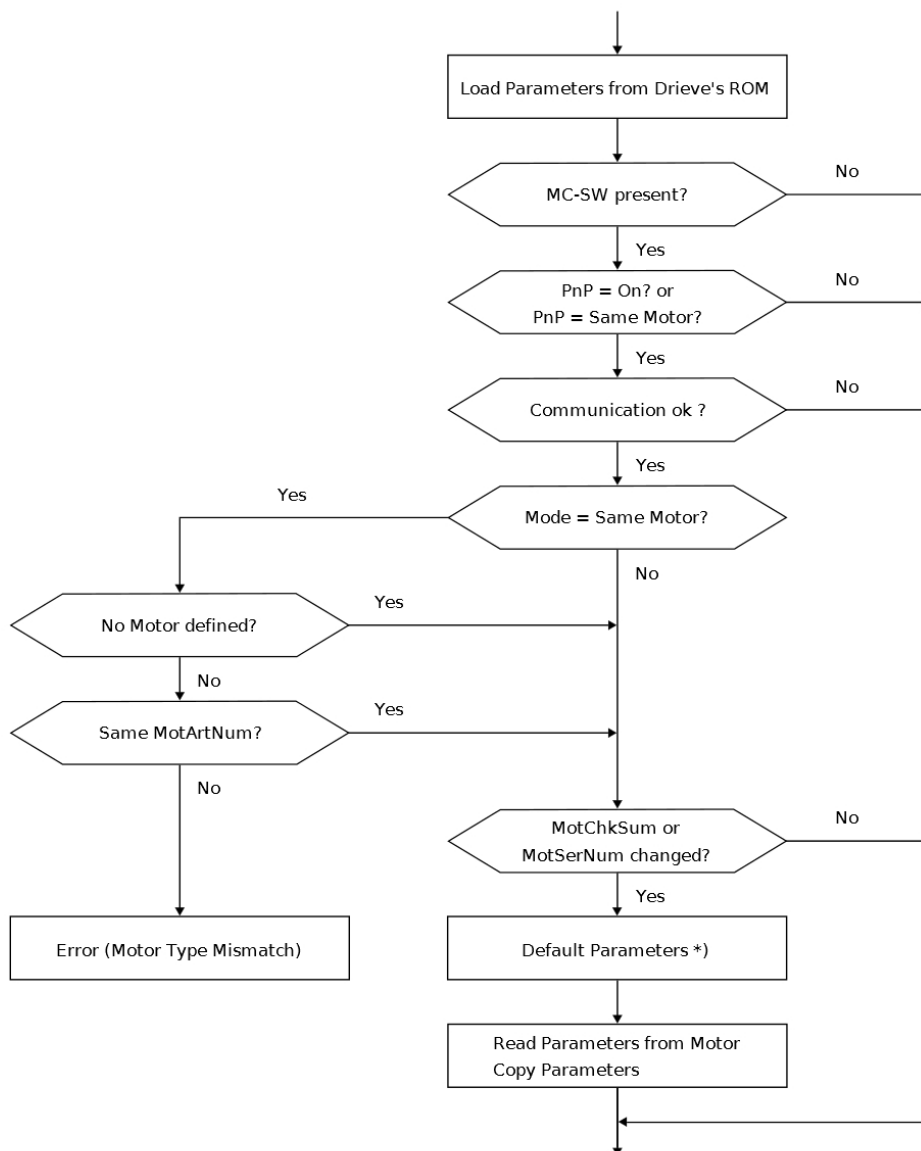 Load Parameters from Drieve's ROM
MC-SW present?
No
Yes
PnP = On? or
PnP = Same Motor?
No
Yes
Communication ok ?
No
Yes
Mode = Same Motor?
Yes
No
No Motor defined?
Yes
No
Same MotArtNum?
Yes
No
MotChkSum or
MotSerNum changed?
No
Yes
Error (Motor Type Mismatch)
Default Parameters *)
Read Parameters from Motor
Copy Parameters